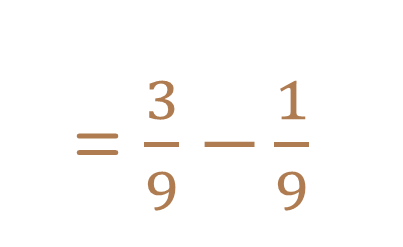 = 3/9 − 1/9